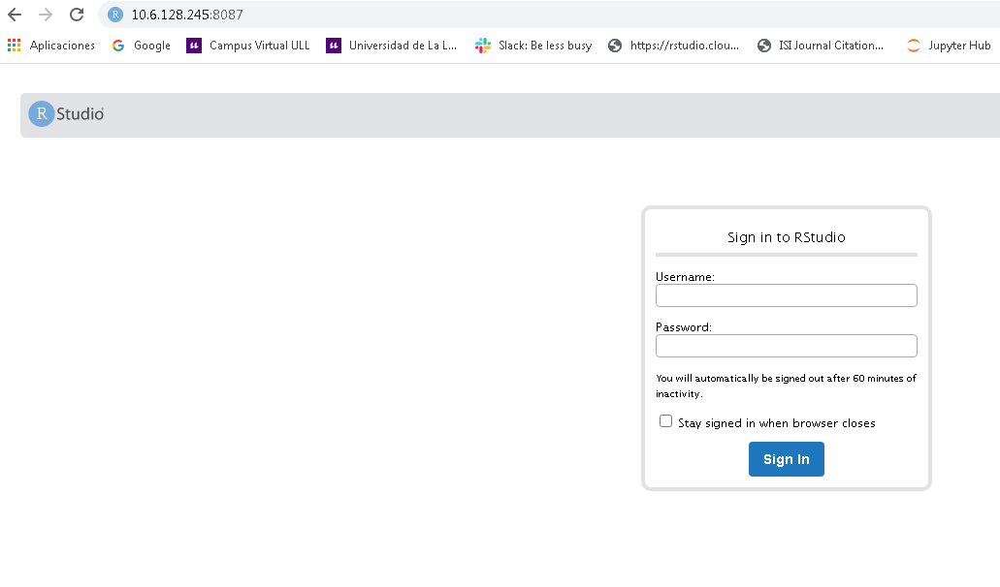 10.6.128.245:8087
Aplicaciones Google Campus Virtual ULL Universidad de La L... Slack: Be less busy https://rstudio.clou... ISI Journal Citation... Jupyter Hub
R Studio
Sign in to RStudio
Username:
Password:
You will automatically be signed out after 60 minutes of
inactivity.
Stay signed in when browser closes
Sign In